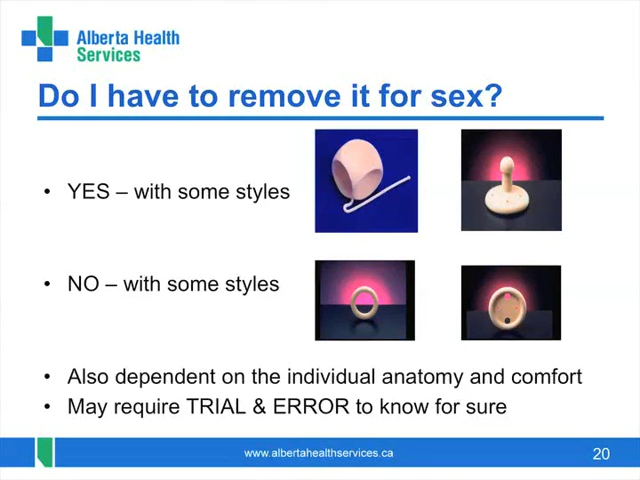 Alberta Health
Services
Do I have to remove it for sex?
• YES – with some styles
• NO – with some styles
• Also dependent on the individual anatomy and comfort
• May require TRIAL & ERROR to know for sure
www.albertahealthservices.ca
20